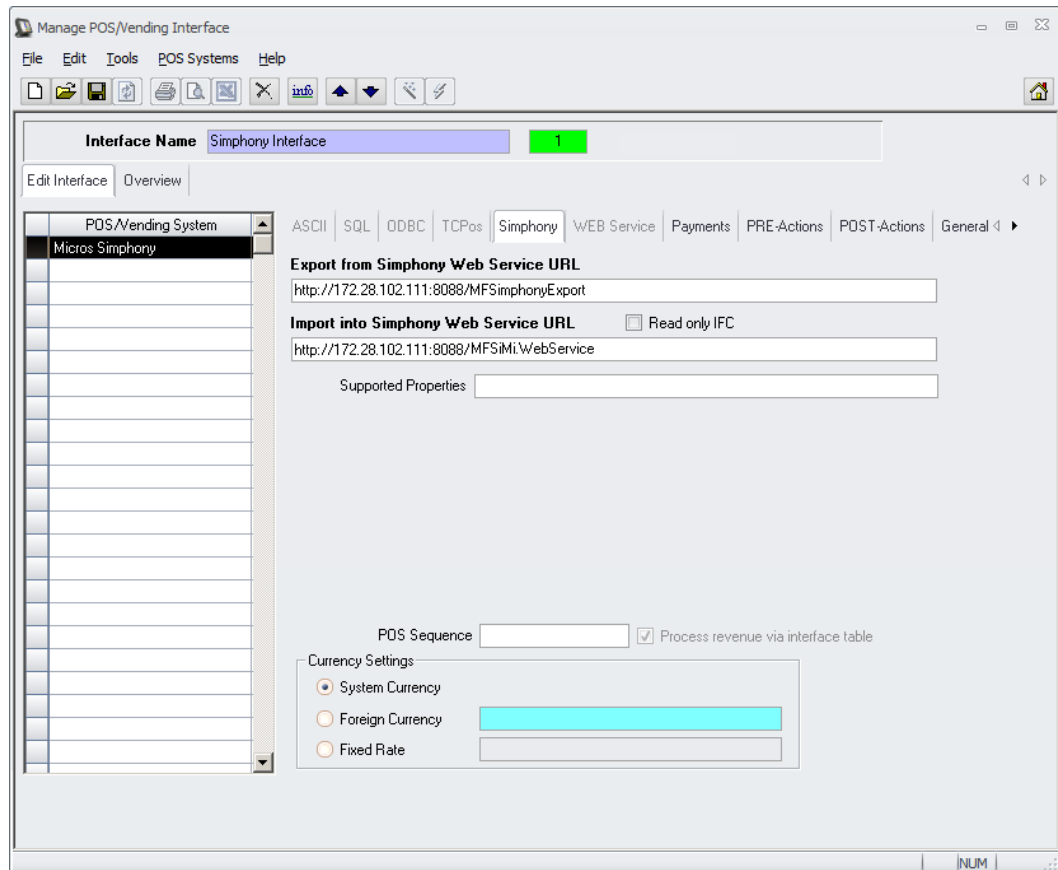 Manage POS/Vending Interface
File Edit Tools POS Systems Help
info
Interface Name Simphony Interface 1
Edit Interface Overview
POS/Vending System
Micros Simphony
ASCII SQL ODBC TCPos Simphony WEB Service Payments PRE-Actions POST-Actions General
Export from Simphony Web Service URL
http://172.28.102.111:8088/MFSimphonyExport
Import into Simphony Web Service URL Read only IFC
http://172.28.102.111:8088/MFSiMi.WebService
Supported Properties
POS Sequence Process revenue via interface table
Currency Settings
System Currency
Foreign Currency
Fixed Rate
NUM